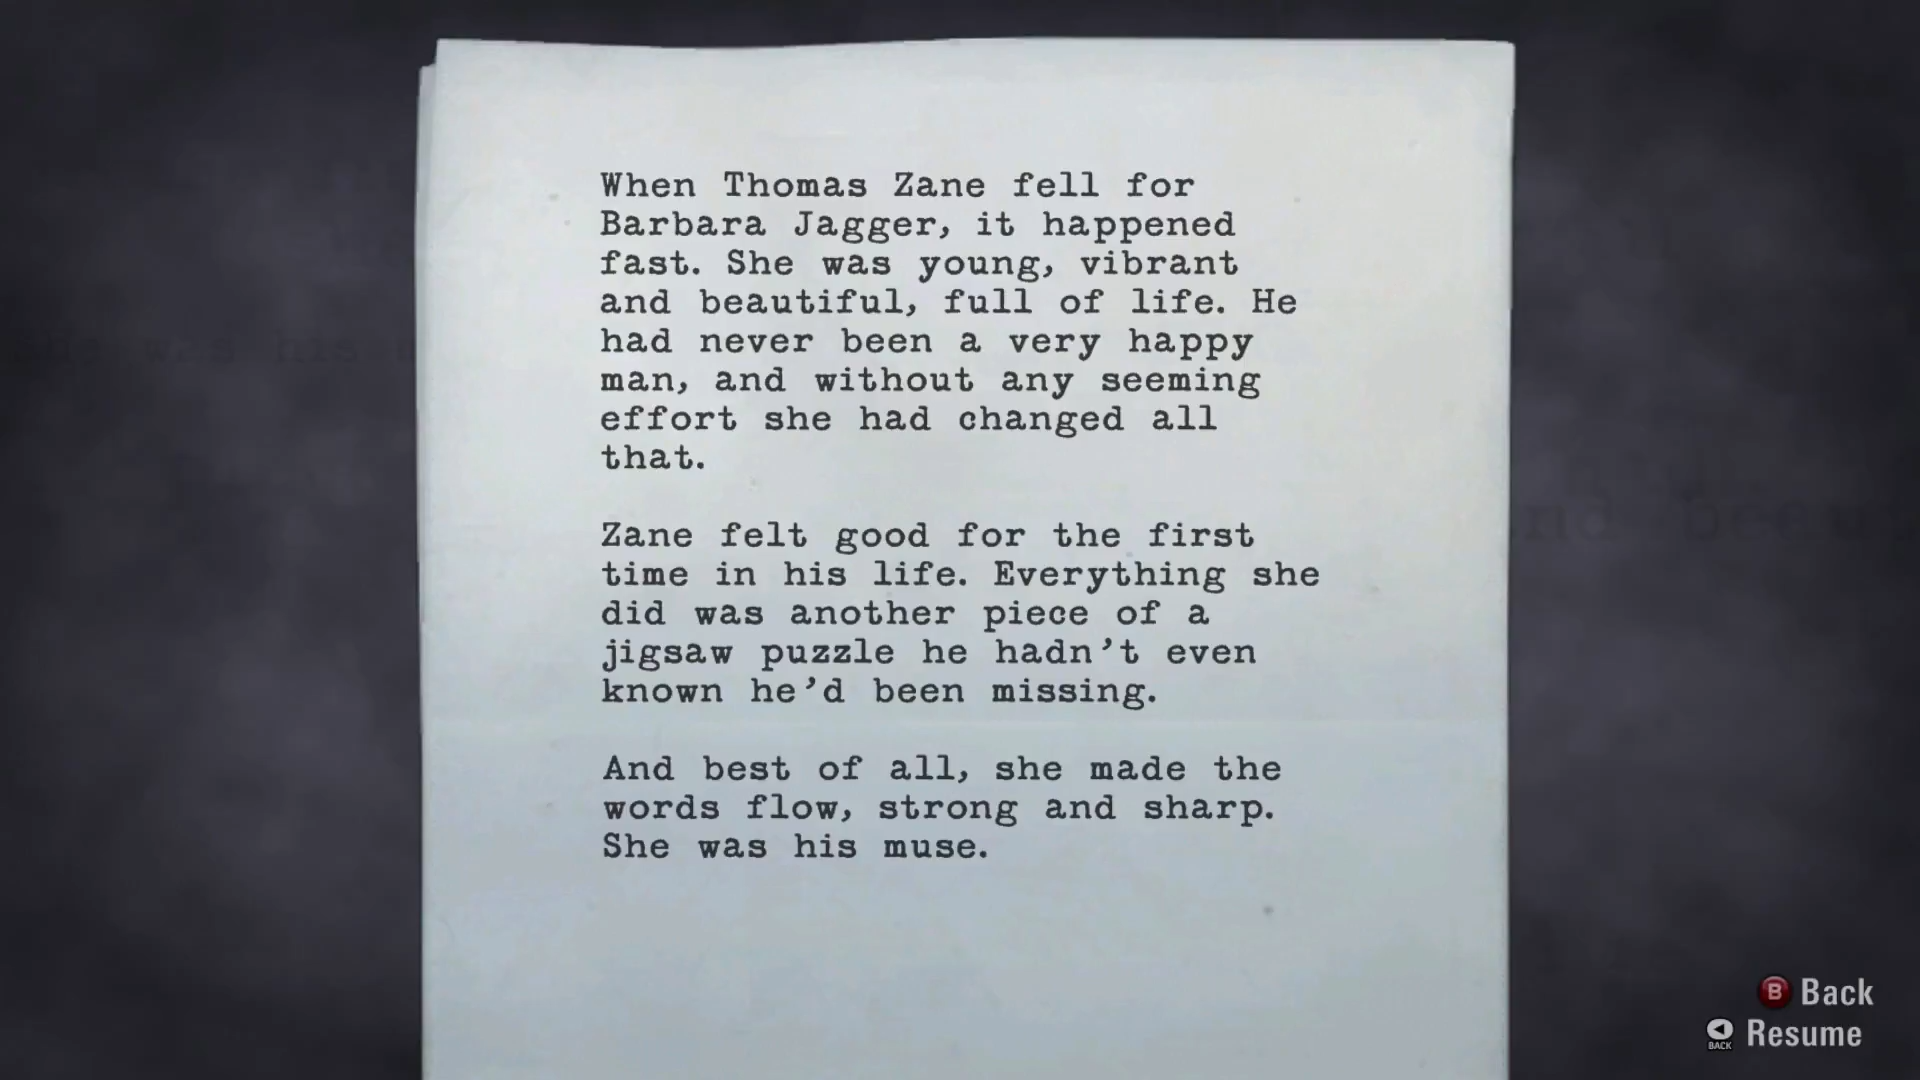 When Thomas Zane fell for
Barbara Jagger, it happened
fast. She was young, vibrant
and beautiful, full of life. He
had never been a very happy
man, and without any seeming
effort she had changed all
that.
Zane felt good for the first
time in his life. Everything she
did was another piece of a
jigsaw puzzle he hadn't even
known he'd been missing.
And best of all, she made the
words flow, strong and sharp.
She was his muse.
B Back
BACK Resume